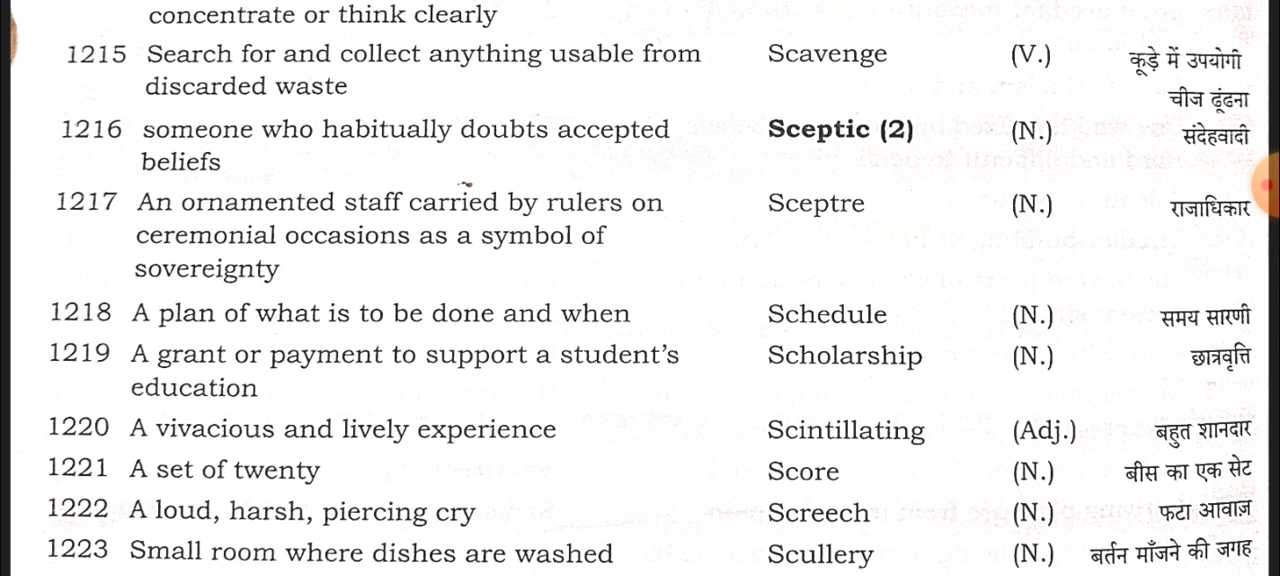 concentrate or think clearly
1215 Search for and collect anything usable from Scavenge (V.) कूड़े में उपयोगी
discarded waste चीज ढूंढना
1216 someone who habitually doubts accepted Sceptic (2) (N.) संदेहवादी
beliefs
1217 An ornamented staff carried by rulers on Sceptre (N.) राजाधिकार
ceremonial occasions as a symbol of
sovereignty
1218 A plan of what is to be done and when Schedule (N.) समय सारणी
1219 A grant or payment to support a student's Scholarship (N.) छात्रवृत्ति
education
1220 A vivacious and lively experience Scintillating (Adj.) बहुत शानदार
1221 A set of twenty Score (N.) बीस का एक सेट
1222 A loud, harsh, piercing cry Screech (N.) फटा आवाज़
1223 Small room where dishes are washed Scullery (N.) बर्तन माँजने की जगह